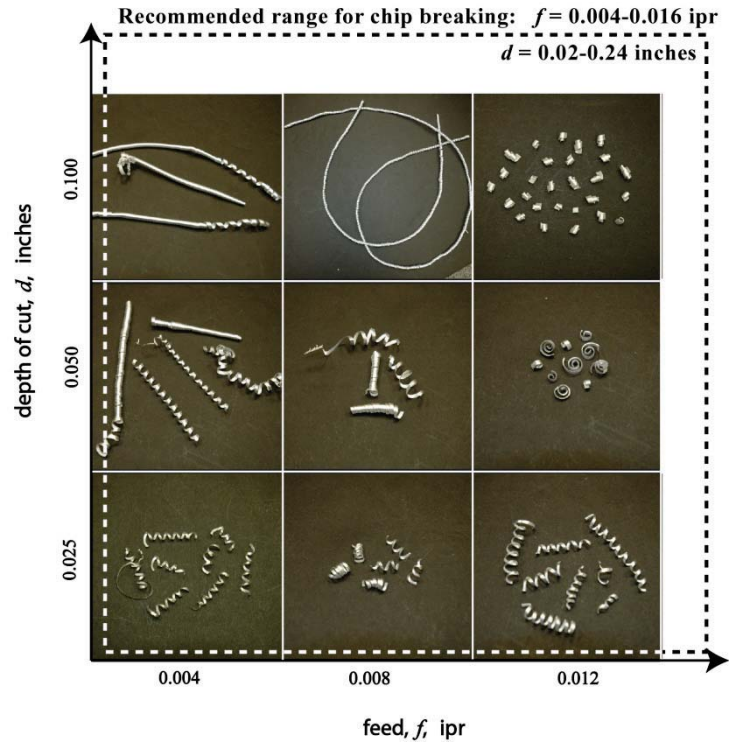 Recommended range for chip breaking: f = 0.004-0.016 ipr
d = 0.02-0.24 inches
depth of cut, d, inches
0.100
0.050
0.025
0.004
0.008
0.012
feed, f, ipr